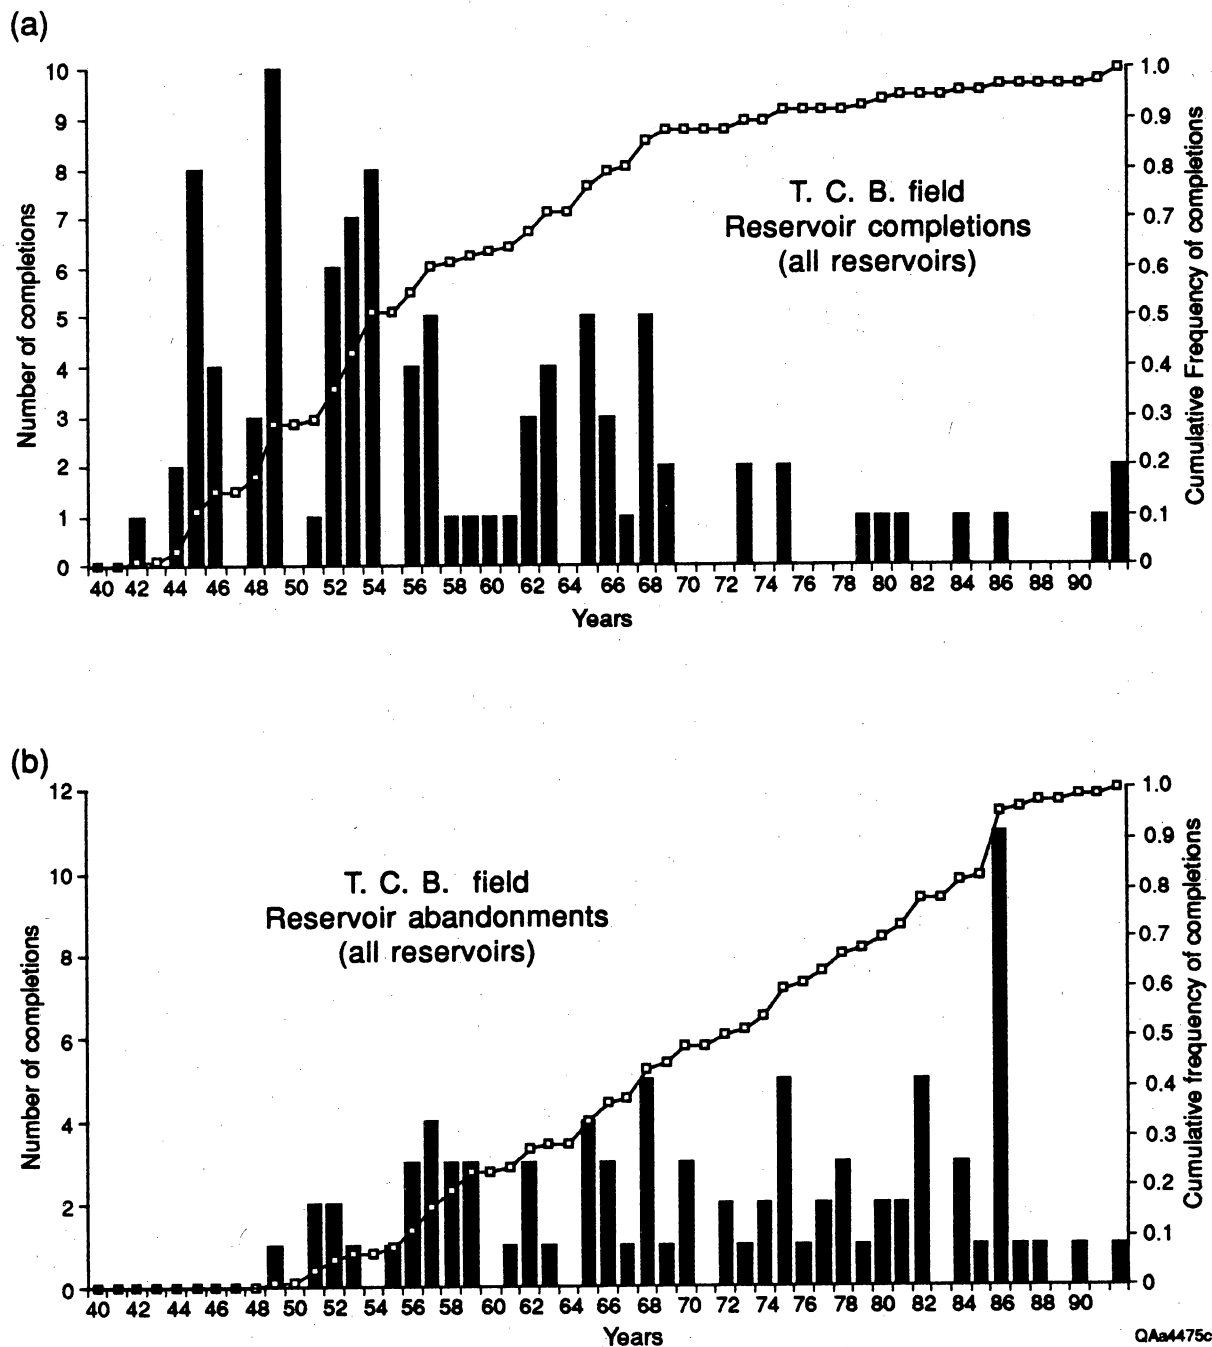 (a)
T. C. B. field
Reservoir completions
(all reservoirs)
Number of completions
10
9
8
7
6
5
4
3
2
1
0
Cumulative Frequency of completions
1.0
0.9
0.8
0.7
0.6
0.5
0.4
0.3
0.2
0.1
0
40 42 44 46 48 50 52 54 56 58 60 62 64 66 68 70 72 74 76 78 80 82 84 86 88 90
Years
(b)
T. C. B. field
Reservoir abandonments
(all reservoirs)
Number of completions
12
10
8
6
4
2
0
Cumulative frequency of completions
1.0
0.9
0.8
0.7
0.6
0.5
0.4
0.3
0.2
0.1
0
40 42 44 46 48 50 52 54 56 58 60 62 64 66 68 70 72 74 76 78 80 82 84 86 88 90
Years
QAa4475c